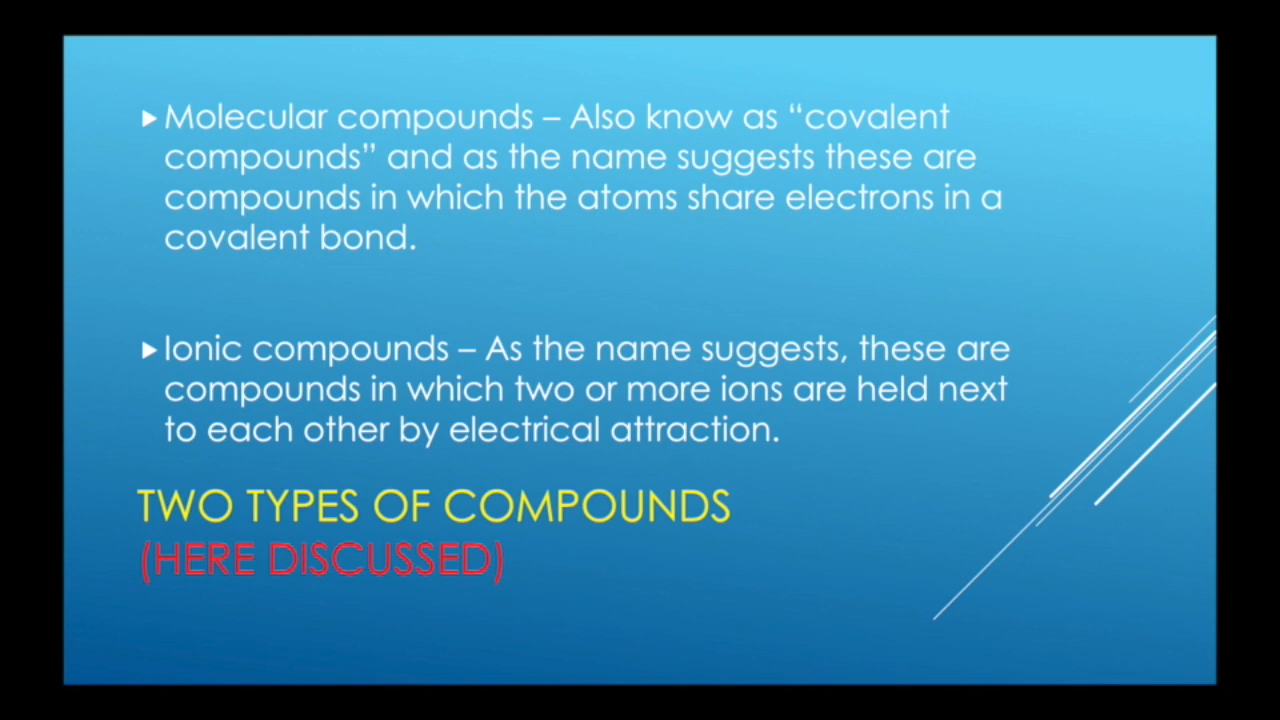 Molecular compounds – Also know as “covalent
compounds” and as the name suggests these are
compounds in which the atoms share electrons in a
covalent bond.
Ionic compounds – As the name suggests, these are
compounds in which two or more ions are held next
to each other by electrical attraction.
TWO TYPES OF COMPOUNDS
(HERE DISCUSSED)